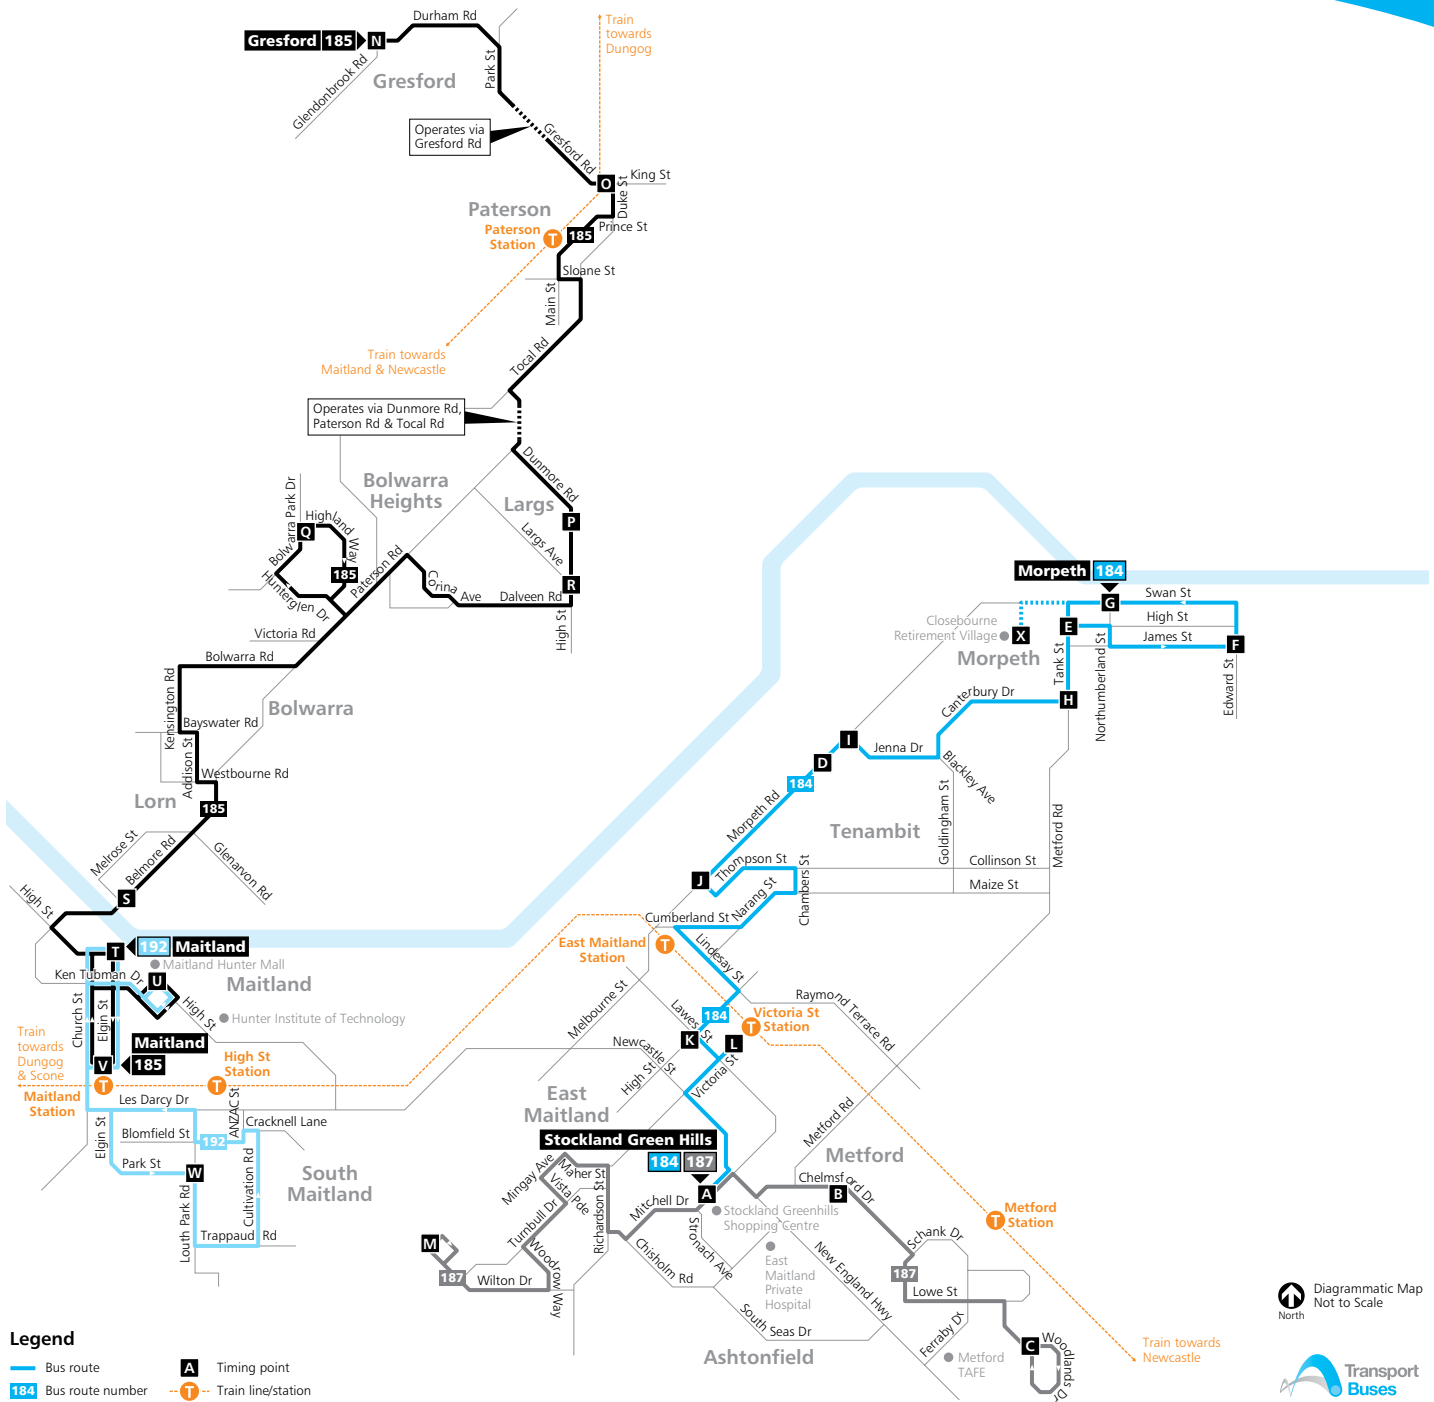 Durham Rd
Train
towards
Dungog
Gresford 185
N
Park St
Glendonbrook Rd
Gresford
Operates via
Gresford Rd
Gresford Rd
O
King St
Duke St
Paterson
Prince St
Paterson
Station
T
185
Sloane St
Main St
Train towards
Maitland & Newcastle
Tocal Rd
Operates via Dunmore Rd,
Paterson Rd & Tocal Rd
Dunmore Rd
Bolwarra
Heights
Largs
Bolwarra Park Dr
Highland
Way
Q
P
Largs Ave
185
Hunterglen Dr
Paterson Rd
Corina
Ave
Dalveen Rd
R
High St
Victoria Rd
Bolwarra Rd
Kensington Rd
Bolwarra
Bayswater Rd
Addison St
Westbourne Rd
Lorn
185
Melrose St
Belmore Rd
Glenarvon Rd
S
High St
T
192 Maitland
Maitland Hunter Mall
Ken Tubman Dr
U
Maitland
High St
Church St
Elgin St
Hunter Institute of Technology
Train
towards
Dungog
& Scone
Maitland
V
185
High St
Station
T
T
Maitland
Station
Les Darcy Dr
ANZAC St
Elgin St
Blomfield St
192
Cracknell Lane
Park St
W
South
Maitland
Louth Park Rd
Cultivation Rd
Trappaud Rd
Morpeth 184
G
Swan St
Closebourne
Retirement Village
X
E
High St
James St
F
Morpeth
Tank St
Northumberland St
Edward St
Canterbury Dr
H
I
Jenna Dr
D
184
Blackley Ave
Morpeth Rd
Tenambit
Goldingham St
Metford Rd
J
Thompson St
Collinson St
Maize St
Narang St
Chambers St
Cumberland St
East Maitland
Station
T
Lindesay St
Melbourne St
Raymond Terrace Rd
Lawes St
184
Victoria St
Station
T
K
L
Newcastle St
High St
Victoria St
East
Maitland
Metford Rd
Stockland Green Hills
184 187
Metford
Mingay Ave
Maher St
Vista Pde
Chelmsford Dr
A
B
Mitchell Dr
Stockland Greenhills
Shopping Centre
Turnbull Dr
Richardson St
Metford
Station
T
M
Woodrow Way
Stronach Ave
Chisholm Rd
East
Maitland
Private
Hospital
New England Hwy
Schank Dr
187
Wilton Dr
187
Lowe St
South
Seas Dr
Ferraby Dr
C
Woodlands Dr
Ashtonfield
Metford
TAFE
Train towards
Newcastle
Diagrammatic Map
Not to Scale
North
Legend
Bus route
A
Timing point
184
Bus route number
T
Train line/station
Transport
Buses